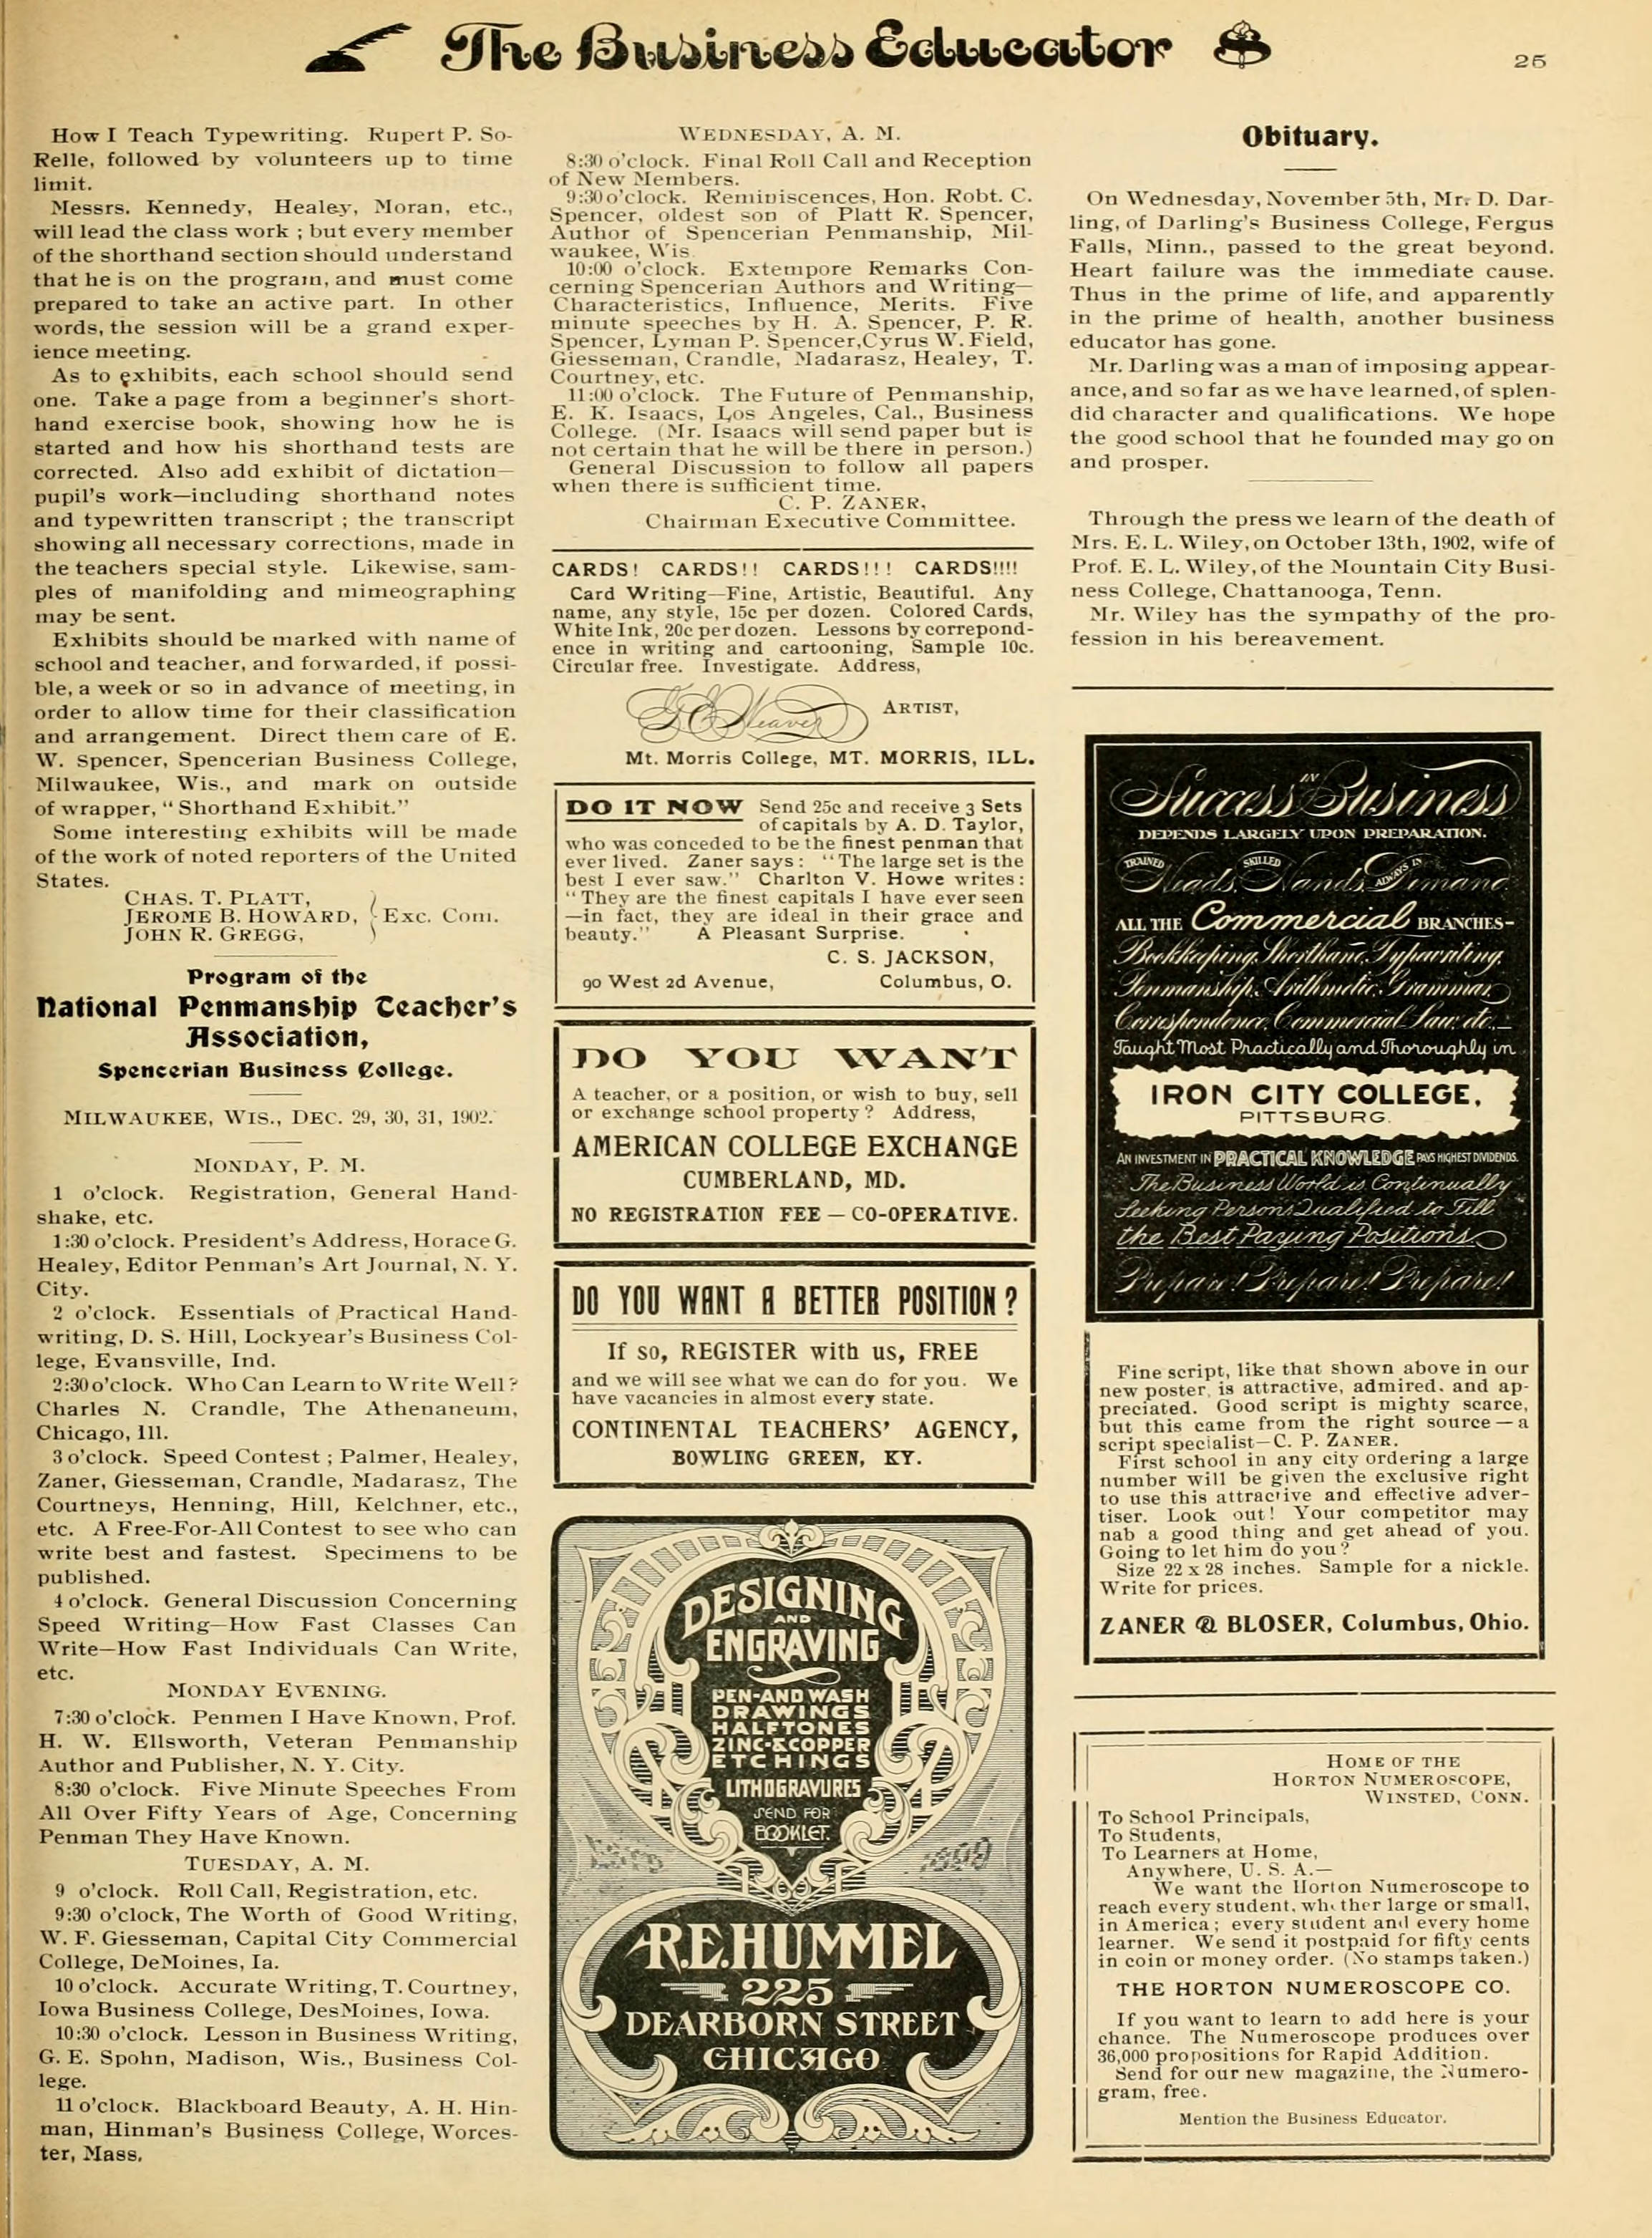 The Business Educator
25
How I Teach Typewriting. Rupert P. So-
Relle, followed by volunteers up to time
limit.
Messrs. Kennedy, Healey, Moran, etc.,
will lead the class work ; but every member
of the shorthand section should understand
that he is on the program, and must come
prepared to take an active part. In other
words, the session will be a grand exper-
ience meeting.
As to exhibits, each school should send
one. Take a page from a beginner's short-
hand exercise book, showing how he is
started and how his shorthand tests are
corrected. Also add exhibit of dictation—
pupil's work—including shorthand notes
and typewritten transcript ; the transcript
showing all necessary corrections, made in
the teachers special style. Likewise, sam-
ples of manifolding and mimeographing
may be sent.
Exhibits should be marked with name of
school and teacher, and forwarded, if possi-
ble, a week or so in advance of meeting, in
order to allow time for their classification
and arrangement. Direct them care of E.
W. Spencer, Spencerian Business College,
Milwaukee, Wis., and mark on outside
of wrapper, "Shorthand Exhibit."
Some interesting exhibits will be made
of the work of noted reporters of the United
States.
CHAS. T. PLATT,
JEROME B. HOWARD, } Exc. Com.
JOHN R. GREGG,
Program of the
National Penmanship Teacher's
Association,
Spencerian Business College.
MILWAUKEE, WIS., DEC. 29, 30, 31, 1902.
MONDAY, P. M.
1 o'clock. Registration, General Hand-
shake, etc.
1:30 o'clock. President's Address, Horace G.
Healey, Editor Penman's Art Journal, N. Y.
City.
2 o'clock. Essentials of Practical Hand-
writing, D. S. Hill, Lockyear's Business Col-
lege, Evansville, Ind.
2:30 o'clock. Who Can Learn to Write Well?
Charles N. Crandle, The Athenaneum,
Chicago, Ill.
3 o'clock. Speed Contest ; Palmer, Healey,
Zaner, Giesseman, Crandle, Madarasz, The
Courtneys, Henning, Hill, Kelchner, etc.,
etc. A Free-For-All Contest to see who can
write best and fastest. Specimens to be
published.
4 o'clock. General Discussion Concerning
Speed Writing—How Fast Classes Can
Write—How Fast Individuals Can Write,
etc.
MONDAY EVENING.
7:30 o'clock. Penmen I Have Known, Prof.
H. W. Ellsworth, Veteran Penmanship
Author and Publisher, N. Y. City.
8:30 o'clock. Five Minute Speeches From
All Over Fifty Years of Age, Concerning
Penman They Have Known.
TUESDAY, A. M.
9 o'clock. Roll Call, Registration, etc.
9:30 o'clock, The Worth of Good Writing,
W. F. Giesseman, Capital City Commercial
College, DeMoines, Ia.
10 o'clock. Accurate Writing, T. Courtney,
Iowa Business College, DesMoines, Iowa.
10:30 o'clock. Lesson in Business Writing,
G. E. Spohn, Madison, Wis., Business Col-
lege.
11 o'clock. Blackboard Beauty, A. H. Hin-
man, Hinman's Business College, Worces-
ter, Mass.
WEDNESDAY, A. M.
8:30 o'clock. Final Roll Call and Reception
of New Members.
9:30 o'clock. Reminiscences, Hon. Robt. C.
Spencer, oldest son of Platt R. Spencer,
Author of Spencerian Penmanship, Mil-
waukee, Wis
10:00 o'clock. Extempore Remarks Con-
cerning Spencerian Authors and Writing—
Characteristics, Influence, Merits. Five
minute speeches by H. A. Spencer, P. R.
Spencer, Lyman P. Spencer, Cyrus W. Field,
Giesseman, Crandle, Madarasz, Healey, T.
Courtney, etc.
11:00 o'clock. The Future of Penmanship,
E. K. Isaacs, Los Angeles, Cal., Business
College. (Mr. Isaacs will send paper but is
not certain that he will be there in person.)
General Discussion to follow all papers
when there is sufficient time.
C. P. ZANER,
Chairman Executive Committee.
CARDS! CARDS!! CARDS!!! CARDS!!!!
Card Writing—Fine, Artistic, Beautiful. Any
name, any style, 15c per dozen. Colored Cards,
White Ink, 20c per dozen. Lessons by correpond-
ence in writing and cartooning, Sample 10c.
Circular free. Investigate. Address,
G E Weaver ARTIST,
Mt. Morris College, MT. MORRIS, ILL.
DO IT NOW Send 25c and receive 3 Sets
of capitals by A. D. Taylor,
who was conceded to be the finest penman that
ever lived. Zaner says : "The large set is the
best I ever saw." Charlton V. Howe writes:
"They are the finest capitals I have ever seen
—in fact, they are ideal in their grace and
beauty." A Pleasant Surprise.
C. S. JACKSON,
90 West 2d Avenue, Columbus, O.
DO YOU WANT
A teacher, or a position, or wish to buy, sell
or exchange school property? Address,
AMERICAN COLLEGE EXCHANGE
CUMBERLAND, MD.
NO REGISTRATION FEE — CO-OPERATIVE.
DO YOU WANT A BETTER POSITION?
If so, REGISTER with us, FREE
and we will see what we can do for you. We
have vacancies in almost every state.
CONTINENTAL TEACHERS' AGENCY,
BOWLING GREEN, KY.
DESIGNING
AND
ENGRAVING
PEN-AND WASH
DRAWINGS
HALFTONES
ZINC-&COPPER
ETCHINGS
LITHOGRAVURES
SEND FOR
BOOKLET.
1899
R.E.HUMMEL
225
DEARBORN STREET
CHICAGO
Obituary.
On Wednesday, November 5th, Mr. D. Dar-
ling, of Darling's Business College, Fergus
Falls, Minn., passed to the great beyond.
Heart failure was the immediate cause.
Thus in the prime of life, and apparently
in the prime of health, another business
educator has gone.
Mr. Darling was a man of imposing appear-
ance, and so far as we have learned, of splen-
did character and qualifications. We hope
the good school that he founded may go on
and prosper.
Through the press we learn of the death of
Mrs. E. L. Wiley, on October 13th, 1902, wife of
Prof. E. L. Wiley, of the Mountain City Busi-
ness College, Chattanooga, Tenn.
Mr. Wiley has the sympathy of the pro-
fession in his bereavement.
Success IN Business
DEPENDS LARGELY UPON PREPARATION.
TRAINED Heads, SKILLED Hands, ALWAYS IN Demand
ALL THE Commercial BRANCHES—
Bookkeeping, Shorthand, Typewriting,
Penmanship, Arithmetic, Grammar,
Correspondence, Commercial Law, etc.,—
Taught Most Practically and Thoroughly in
IRON CITY COLLEGE,
PITTSBURG.
AN INVESTMENT IN PRACTICAL KNOWLEDGE PAYS HIGHEST DIVIDENDS.
The Business World is Continually
Seeking Persons Qualified to Fill
the Best Paying Positions
Prepare! Prepare! Prepare!
Fine script, like that shown above in our
new poster, is attractive, admired, and ap-
preciated. Good script is mighty scarce,
but this came from the right source—a
script specialist—C. P. ZANER.
First school in any city ordering a large
number will be given the exclusive right
to use this attractive and effective adver-
tiser. Look out! Your competitor may
nab a good thing and get ahead of you.
Going to let him do you?
Size 22 x 28 inches. Sample for a nickle.
Write for prices.
ZANER & BLOSER, Columbus, Ohio.
HOME OF THE
HORTON NUMEROSCOPE,
WINSTED, CONN.
To School Principals,
To Students,
To Learners at Home,
Anywhere, U. S. A.—
We want the Horton Numeroscope to
reach every student, whether large or small,
in America ; every student and every home
learner. We send it postpaid for fifty cents
in coin or money order. (No stamps taken.)
THE HORTON NUMEROSCOPE CO.
If you want to learn to add here is your
chance. The Numeroscope produces over
36,000 propositions for Rapid Addition.
Send for our new magazine, the Numero-
gram, free.
Mention the Business Educator.